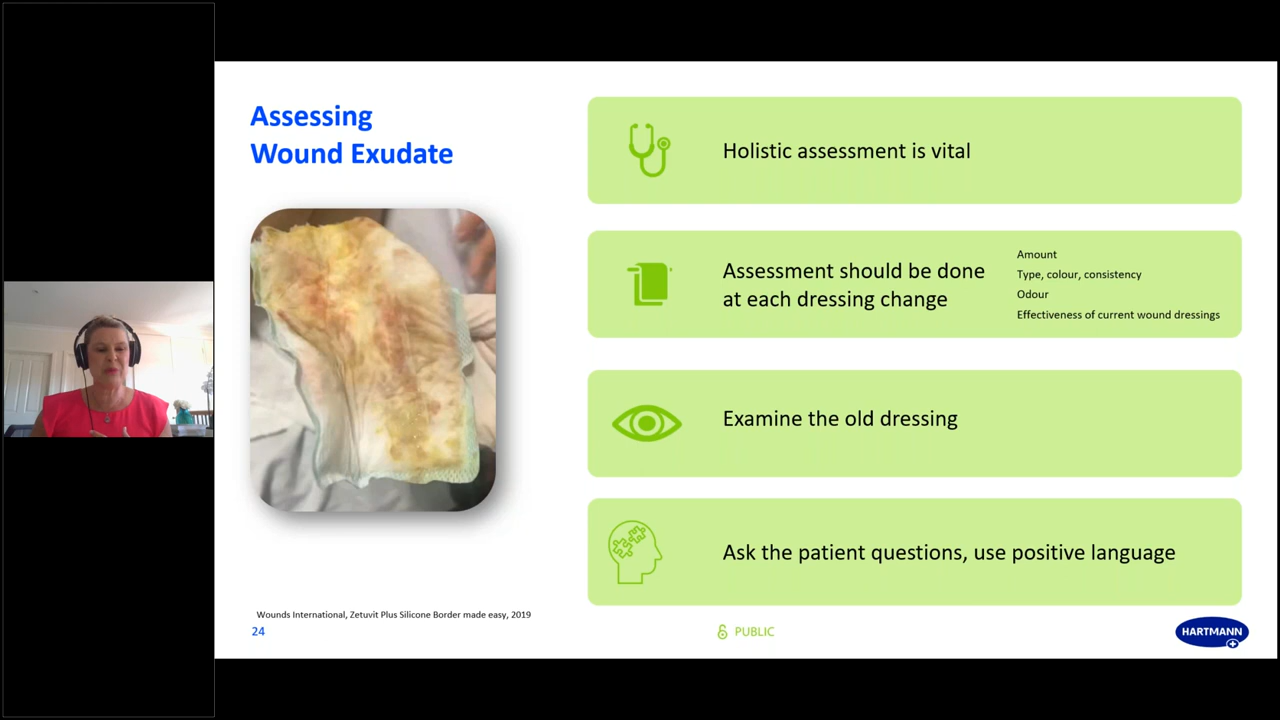 Assessing
Wound Exudate
Holistic assessment is vital
Assessment should be done
at each dressing change
Amount
Type, colour, consistency
Odour
Effectiveness of current wound dressings
Examine the old dressing
Ask the patient questions, use positive language
Wounds International, Zetuvit Plus Silicone Border made easy, 2019
24
PUBLIC
HARTMANN